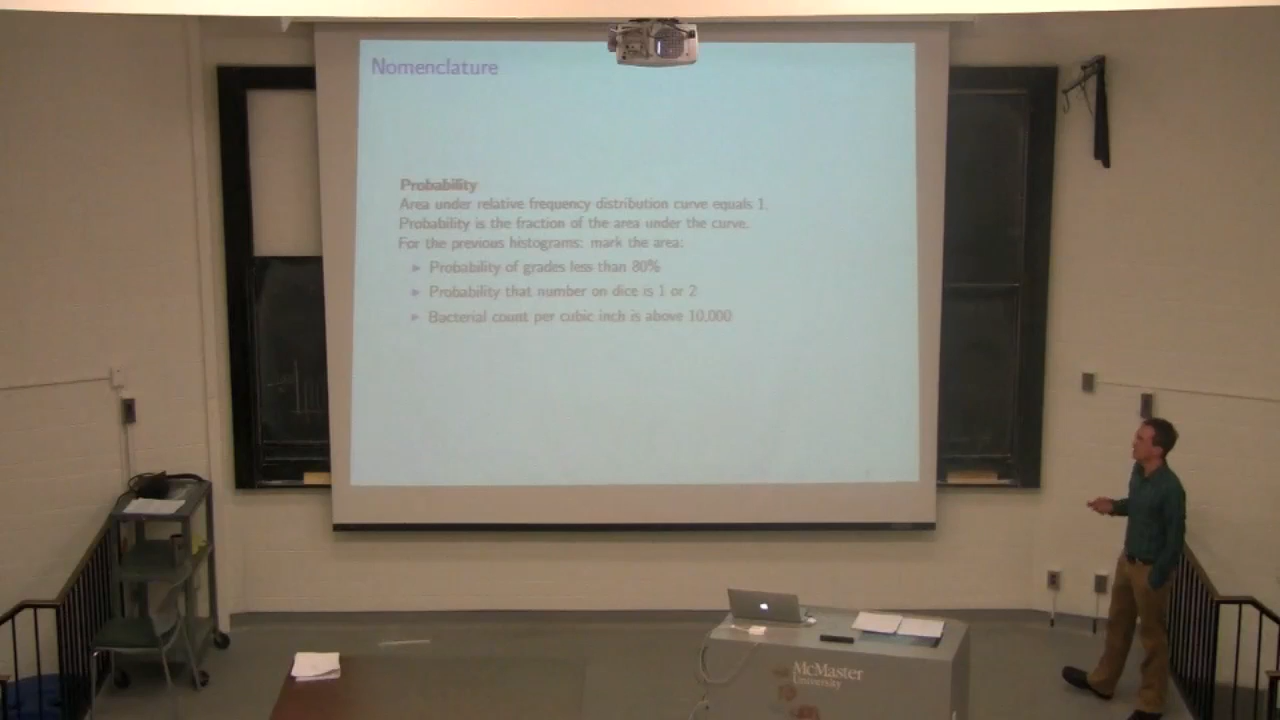 Nomenclature
Probability
Area under relative frequency distribution curve equals 1.
Probability is the fraction of the area under the curve.
For the previous histograms: mark the area:
▶ Probability of grades less than 80%
▶ Probability that number on dice is 1 or 2
▶ Bacterial count per cubic inch is above 10,000
McMaster
University